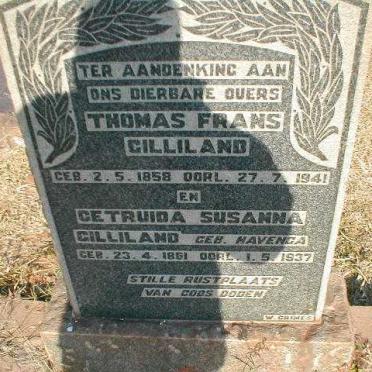 TER AANDENKING AAN
ONS DIERBARE OUERS
THOMAS FRANS
GILLILAND
GEB. 2. 5. 1858 OORL. 27. 7. 1941
EN
GETRUIDA SUSANNA
GILLILAND GEB. HAVENGA
GEB. 23. 4. 1861 OORL. 1. 5. 1937
STILLE RUSTPLAATS
VAN GODS DODEN
W. GRIMES